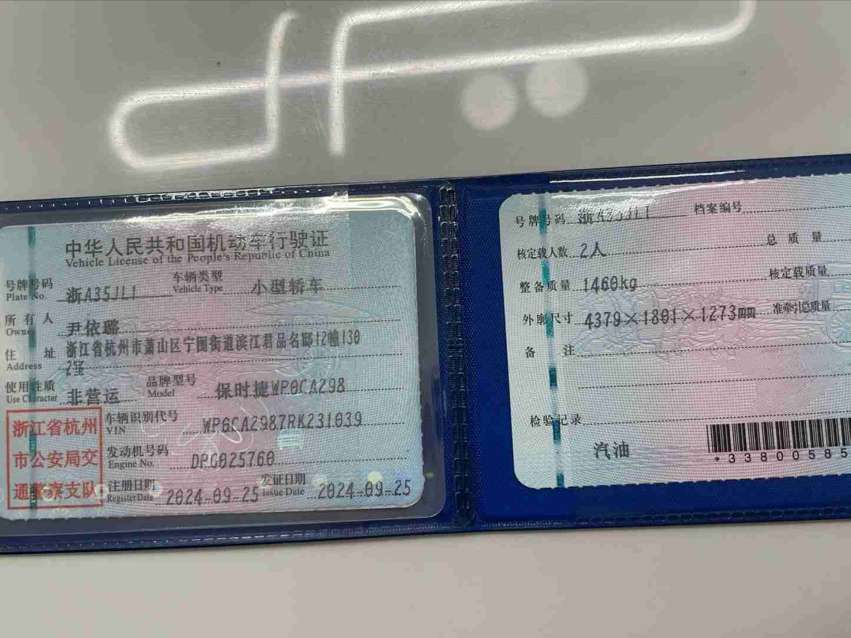 中华人民共和国机动车行驶证
Vehicle License of the People's Republic of China
号牌号码 浙A35JL1 车辆类型 小型轿车
Plate No. Vehicle Type
所有人 尹依璐
Owner
住址 浙江省杭州市萧山区宁围街道滨江君品名邸12幢130
Address 2室
使用性质 非营运 品牌型号 保时捷WP0CA298
Use Character Model
浙江省杭州市公安局交通警察支队
车辆识别代号 WP0CA2987RK231039
VIN
发动机号码 DPG025760
Engine No.
注册日期 2024-09-25 发证日期 2024-09-25
Register Date Issue Date
号牌号码 浙A35JL1 档案编号
核定载人数 2人 总质量
整备质量 1460kg 核定载质量
外廓尺寸 4379×1801×1273mm 准牵引总质量
备注
检验记录
汽油
*33800585